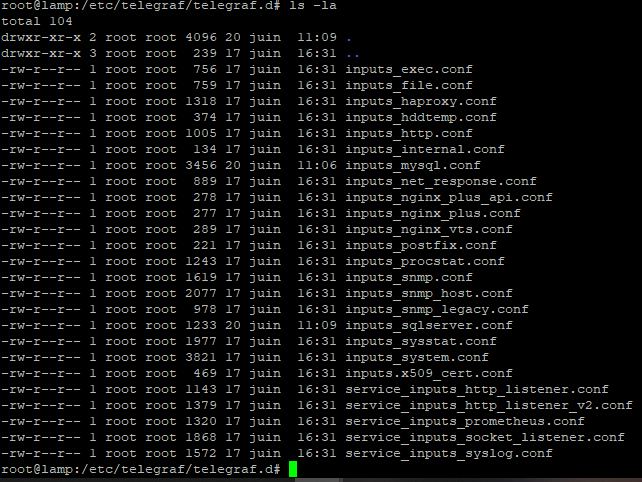 root@lamp:/etc/telegraf/telegraf.d# ls -la
total 104
drwxr-xr-x 2 root root 4096 20 juin  11:09 .
drwxr-xr-x 3 root root  239 17 juin  16:31 ..
-rw-r--r-- 1 root root  756 17 juin  16:31 inputs_exec.conf
-rw-r--r-- 1 root root  759 17 juin  16:31 inputs_file.conf
-rw-r--r-- 1 root root 1318 17 juin  16:31 inputs_haproxy.conf
-rw-r--r-- 1 root root  374 17 juin  16:31 inputs_hddtemp.conf
-rw-r--r-- 1 root root 1005 17 juin  16:31 inputs_http.conf
-rw-r--r-- 1 root root  134 17 juin  16:31 inputs_internal.conf
-rw-r--r-- 1 root root 3456 20 juin  11:06 inputs_mysql.conf
-rw-r--r-- 1 root root  889 17 juin  16:31 inputs_net_response.conf
-rw-r--r-- 1 root root  278 17 juin  16:31 inputs_nginx_plus_api.conf
-rw-r--r-- 1 root root  277 17 juin  16:31 inputs_nginx_plus.conf
-rw-r--r-- 1 root root  289 17 juin  16:31 inputs_nginx_vts.conf
-rw-r--r-- 1 root root  221 17 juin  16:31 inputs_postfix.conf
-rw-r--r-- 1 root root 1243 17 juin  16:31 inputs_procstat.conf
-rw-r--r-- 1 root root 1619 17 juin  16:31 inputs_snmp.conf
-rw-r--r-- 1 root root 2077 17 juin  16:31 inputs_snmp_host.conf
-rw-r--r-- 1 root root  978 17 juin  16:31 inputs_snmp_legacy.conf
-rw-r--r-- 1 root root 1233 20 juin  11:09 inputs_sqlserver.conf
-rw-r--r-- 1 root root 1977 17 juin  16:31 inputs_sysstat.conf
-rw-r--r-- 1 root root 3821 17 juin  16:31 inputs_system.conf
-rw-r--r-- 1 root root  469 17 juin  16:31 inputs.x509_cert.conf
-rw-r--r-- 1 root root 1143 17 juin  16:31 service_inputs_http_listener.conf
-rw-r--r-- 1 root root 1379 17 juin  16:31 service_inputs_http_listener_v2.conf
-rw-r--r-- 1 root root 1320 17 juin  16:31 service_inputs_prometheus.conf
-rw-r--r-- 1 root root 1868 17 juin  16:31 service_inputs_socket_listener.conf
-rw-r--r-- 1 root root 1572 17 juin  16:31 service_inputs_syslog.conf
root@lamp:/etc/telegraf/telegraf.d#